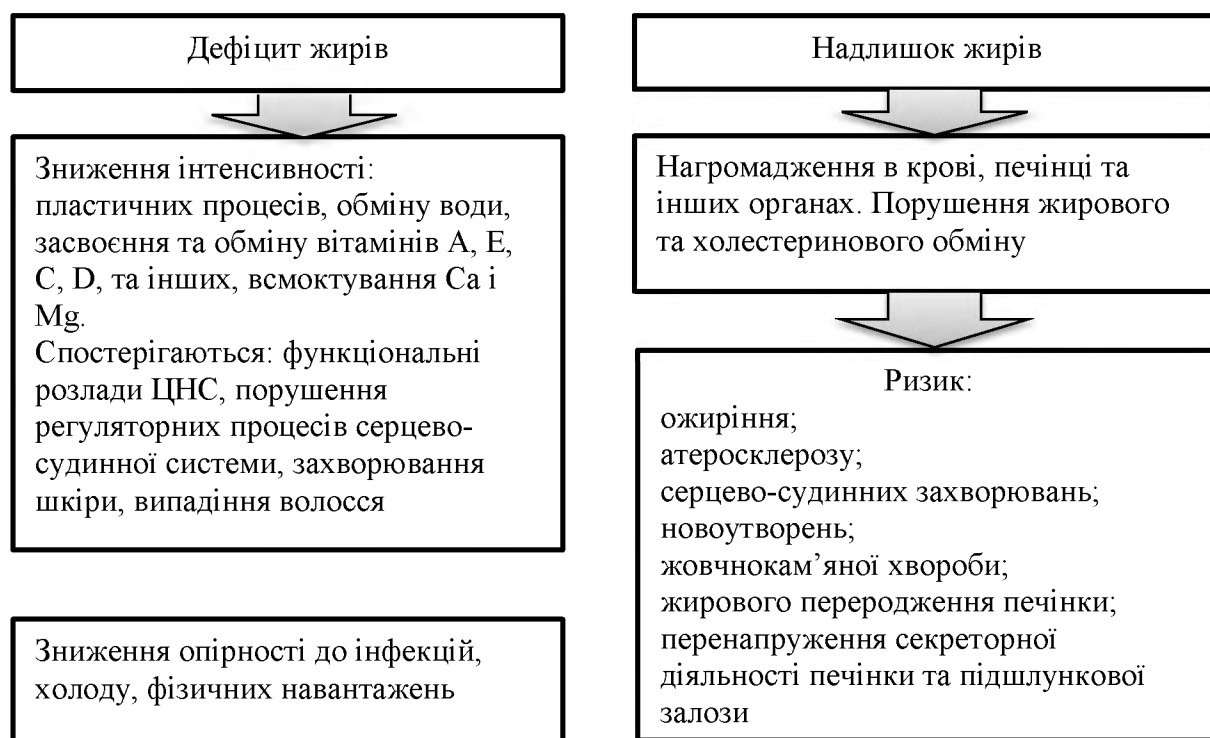 Дефіцит жирів
Зниження інтенсивності:
пластичних процесів, обміну води,
засвоєння та обміну вітамінів А, Е,
С, D, та інших, всмоктування Са і
Mg.
Спостерігаються: функціональні
розлади ЦНС, порушення
регуляторних процесів серцево-
судинної системи, захворювання
шкіри, випадіння волосся
Зниження опірності до інфекцій,
холоду, фізичних навантажень
Надлишок жирів
Нагромадження в крові, печінці та
інших органах. Порушення жирового
та холестеринового обміну
Ризик:
ожиріння;
атеросклерозу;
серцево-судинних захворювань;
новоутворень;
жовчнокам’яної хвороби;
жирового переродження печінки;
перенапруження секреторної
діяльності печінки та підшлункової
залози